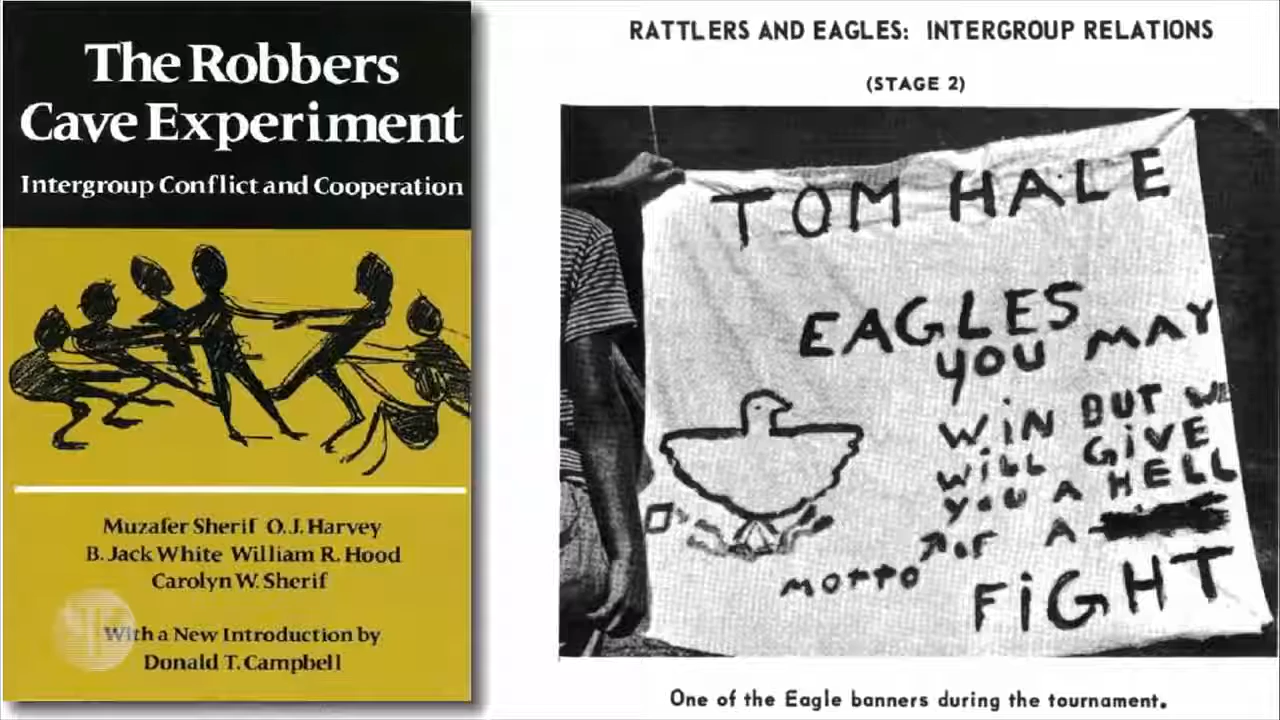 The Robbers
Cave Experiment
Intergroup Conflict and Cooperation
Muzafer Sherif O.J. Harvey
B. Jack White William R. Hood
Carolyn W. Sherif
With a New Introduction by
Donald T. Campbell
RATTLERS AND EAGLES: INTERGROUP RELATIONS
(STAGE 2)
TOM HALE
EAGLES
YOU MAY
WIN BUT WE
WILL GIVE
YOU A HELL
OF A
FIGHT
MOTTO
One of the Eagle banners during the tournament.